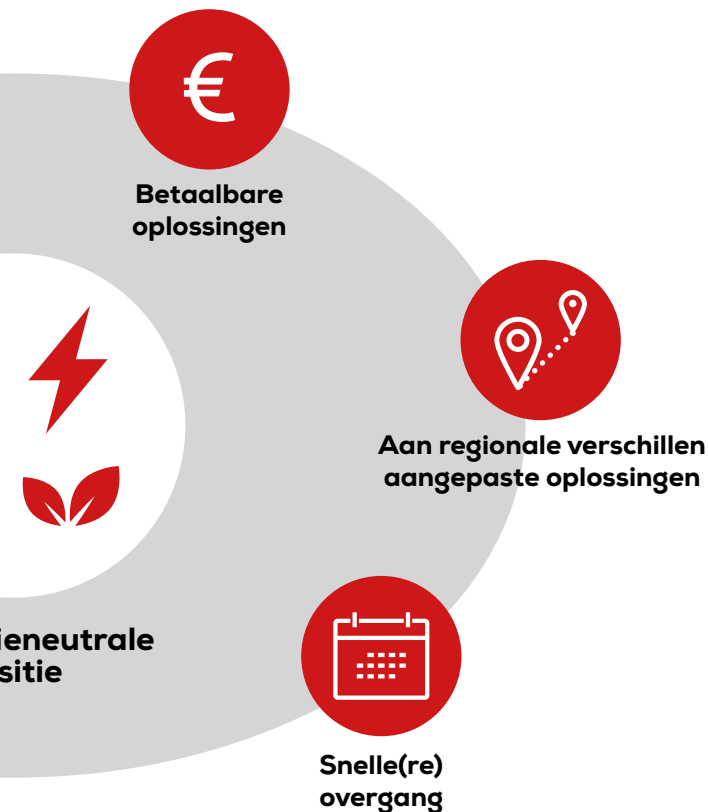 €
Betaalbare
oplossingen
Aan regionale verschillen
aangepaste oplossingen
ieneutrale
sitie
Snelle(re)
overgang